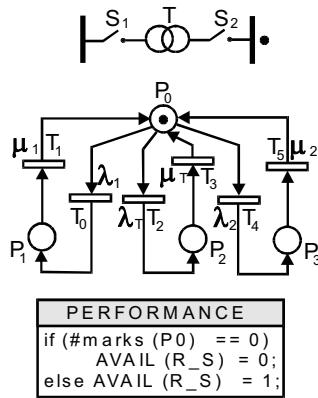 S1 T S2
P0
μ1 T1 λ1 μT T3 T5 μ2
T0 λT T2 λ2 T4
P1 P2 P3
PERFORMANCE
if (#marks (P0) == 0)
AVAIL (R_S) = 0;
else AVAIL (R_S) = 1;